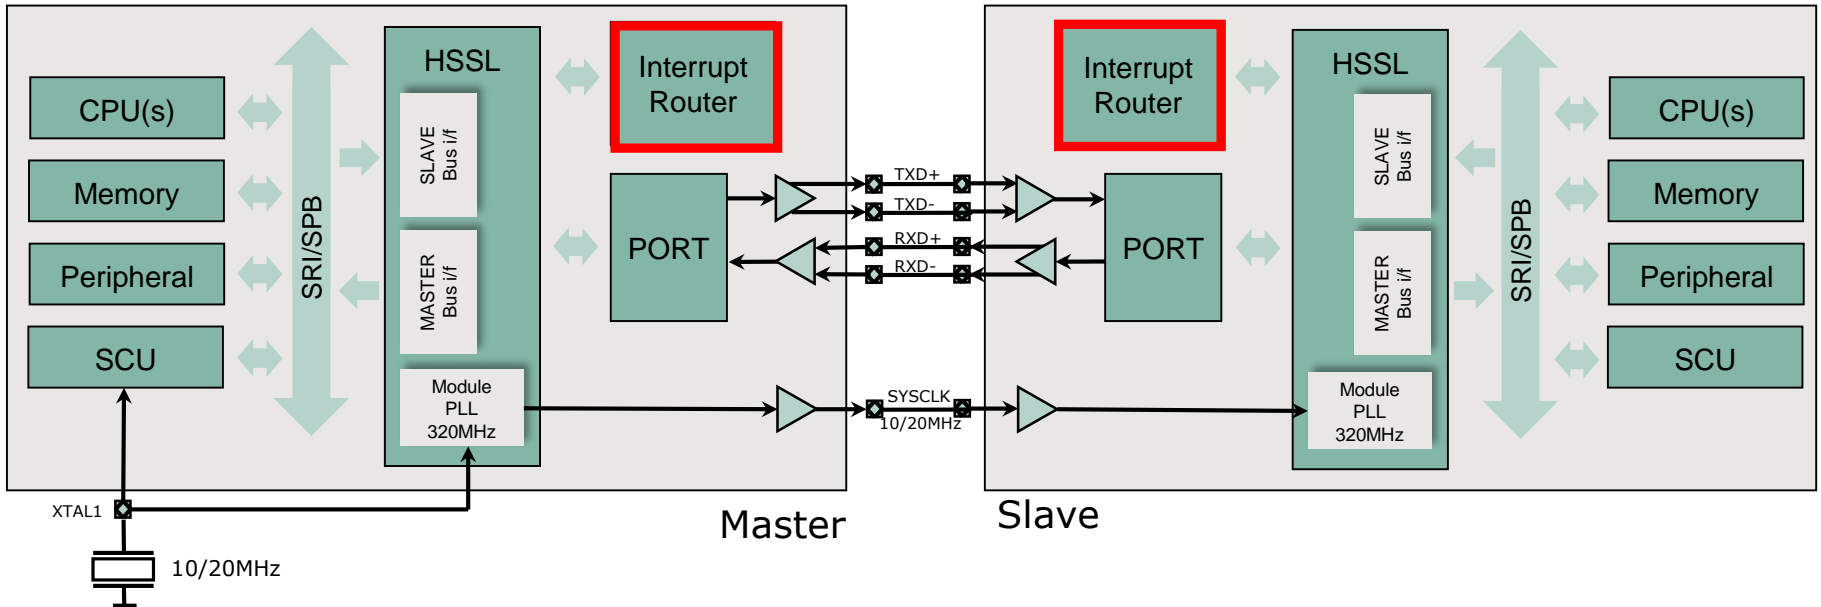 HSSL
Interrupt
Router
CPU(s)
Memory
Peripheral
SCU
SRI/SPB
SLAVE
Bus i/f
MASTER
Bus i/f
Module
PLL
320MHz
PORT
TXD+
TXD-
RXD+
RXD-
SYSCLK
10/20MHz
XTAL1
10/20MHz
Master
Slave
Interrupt
Router
PORT
HSSL
SLAVE
Bus i/f
MASTER
Bus i/f
Module
PLL
320MHz
SRI/SPB
CPU(s)
Memory
Peripheral
SCU